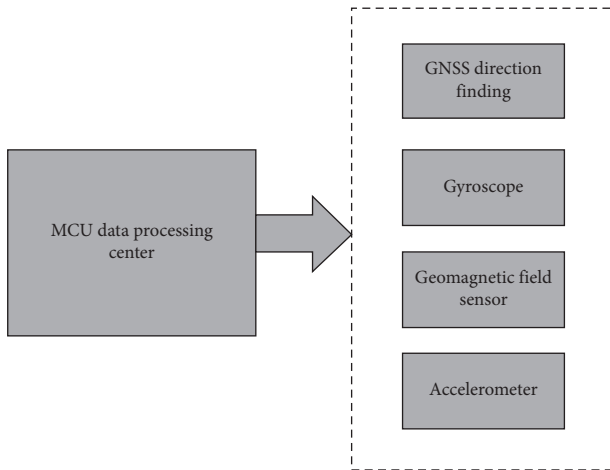 GNSS direction
finding
Gyroscope
MCU data processing
center
Geomagnetic field
sensor
Accelerometer